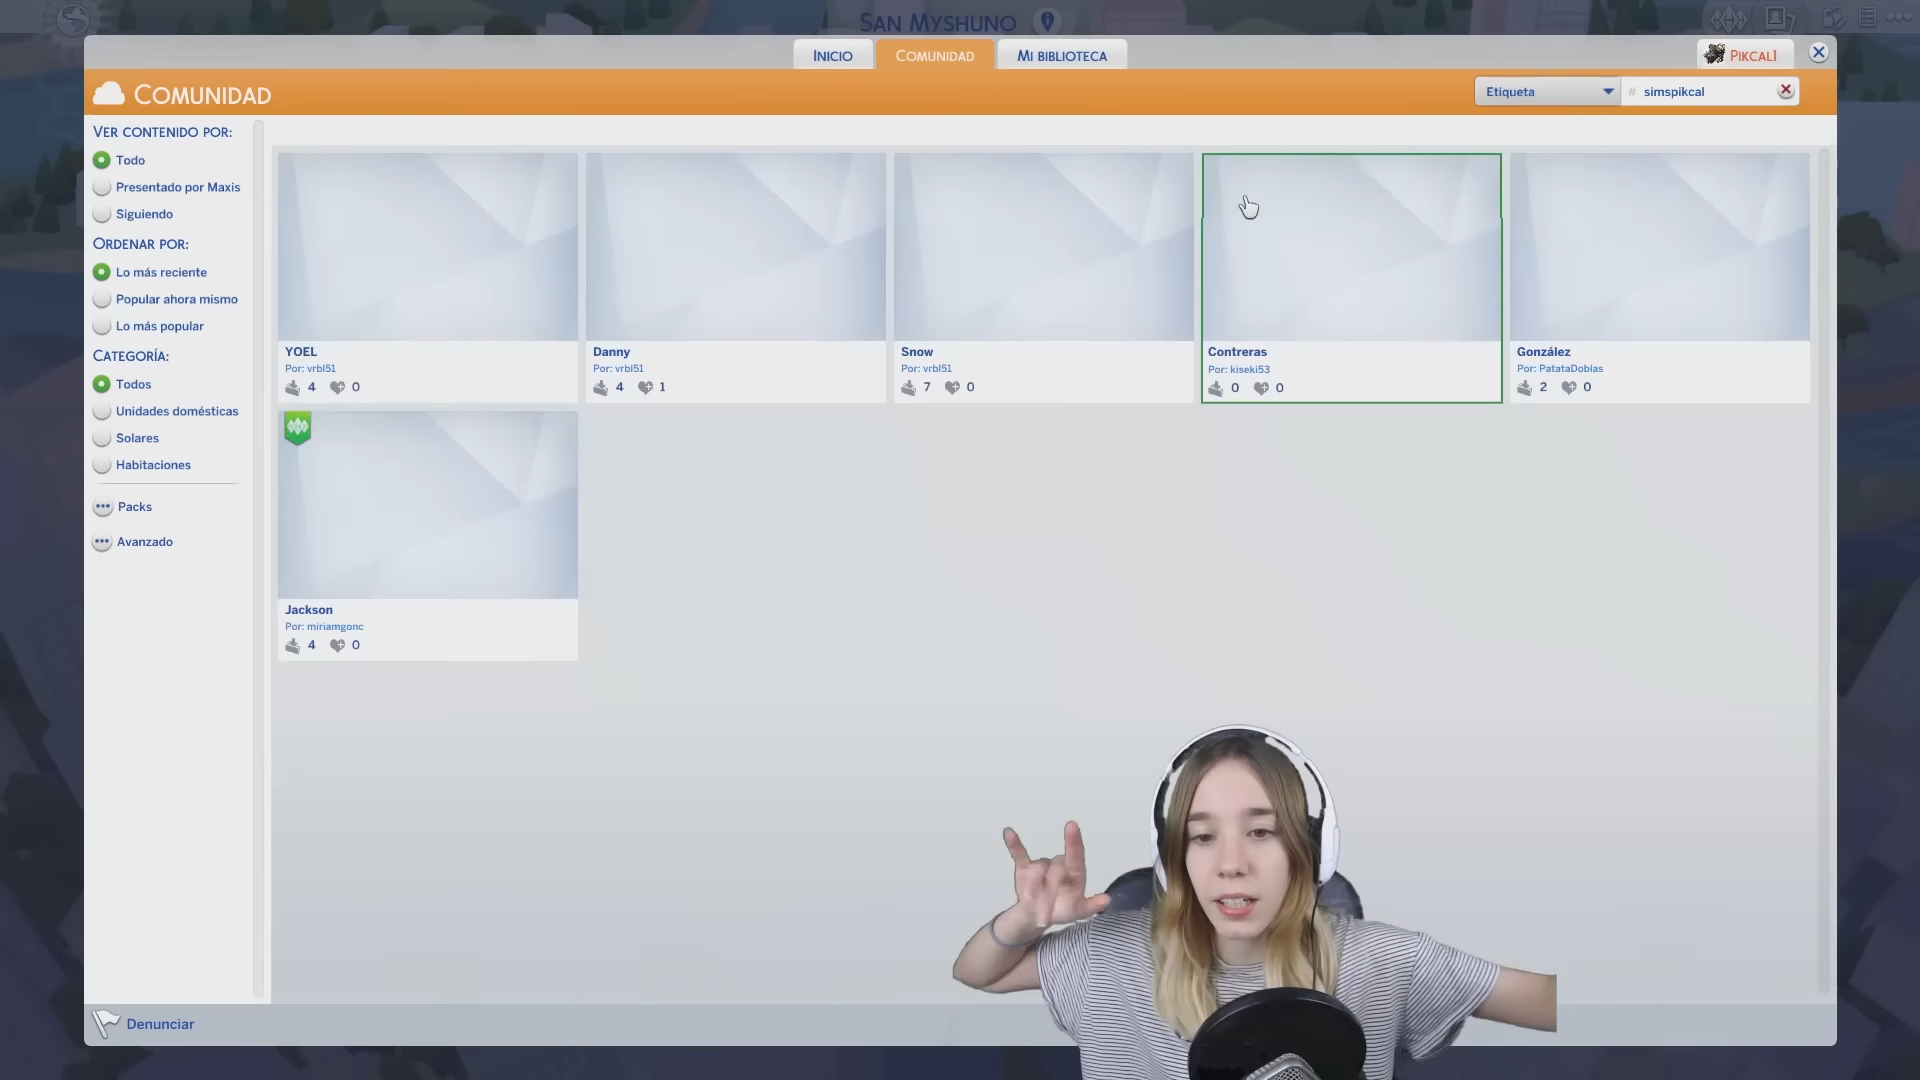 SAN MYSHUNO
INICIO
COMUNIDAD
MI BIBLIOTECA
PIKCAL1
COMUNIDAD
Etiqueta
# simspikcal
VER CONTENIDO POR:
Todo
Presentado por Maxis
Siguiendo
ORDENAR POR:
Lo más reciente
Popular ahora mismo
Lo más popular
CATEGORÍA:
Todos
Unidades domésticas
Solares
Habitaciones
Packs
Avanzado
YOEL
Por: vrbl51
4 0
Danny
Por: vrbl51
4 1
Snow
Por: vrbl51
7 0
Contreras
Por: kiseki53
0 0
González
Por: PatataDoblas
2 0
Jackson
Por: miriamgonc
4 0
Denunciar